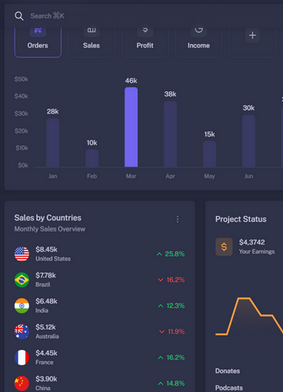 Search ⌘K
Orders
Sales
Profit
Income
$50k
$40k
$30k
$20k
$10k
$0k
28k
10k
46k
38k
15k
30k
Jan
Feb
Mar
Apr
May
Jun
Sales by Countries
Monthly Sales Overview
$8.45k
United States
25.8%
$7.78k
Brazil
16.2%
$6.48k
India
12.3%
$5.12k
Australia
11.9%
$4.45k
France
16.2%
$3.90k
China
14.8%
Project Status
$4,3742
Your Earnings
Donates
Podcasts